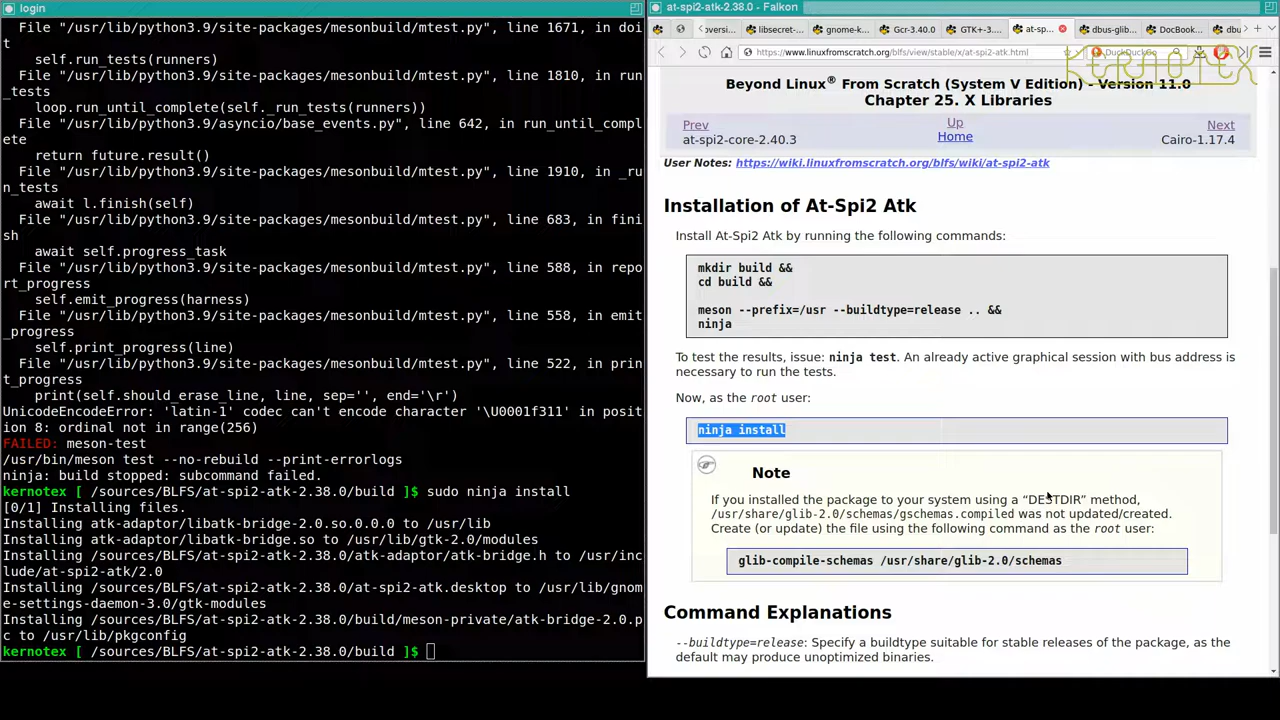 login
File "/usr/lib/python3.9/site-packages/mesonbuild/mtest.py", line 1671, in doi
t
self.run_tests(runners)
File "/usr/lib/python3.9/site-packages/mesonbuild/mtest.py", line 1810, in run
_tests
loop.run_until_complete(self._run_tests(runners))
File "/usr/lib/python3.9/asyncio/base_events.py", line 642, in run_until_compl
ete
return future.result()
File "/usr/lib/python3.9/site-packages/mesonbuild/mtest.py", line 1910, in _ru
n_tests
await l.finish(self)
File "/usr/lib/python3.9/site-packages/mesonbuild/mtest.py", line 683, in fini
sh
await self.progress_task
File "/usr/lib/python3.9/site-packages/mesonbuild/mtest.py", line 588, in repo
rt_progress
self.emit_progress(harness)
File "/usr/lib/python3.9/site-packages/mesonbuild/mtest.py", line 558, in emit
_progress
self.print_progress(line)
File "/usr/lib/python3.9/site-packages/mesonbuild/mtest.py", line 522, in prin
t_progress
print(self.should_erase_line, line, sep='', end='\r')
UnicodeEncodeError: 'latin-1' codec can't encode character '\U0001f311' in posit
ion 8: ordinal not in range(256)
FAILED: meson-test
/usr/bin/meson test --no-rebuild --print-errorlogs
ninja: build stopped: subcommand failed.
kernotex [ /sources/BLFS/at-spi2-atk-2.38.0/build ]$ sudo ninja install
[0/1] Installing files.
Installing atk-adaptor/libatk-bridge-2.0.so.0.0.0 to /usr/lib
Installing atk-adaptor/libatk-bridge.so to /usr/lib/gtk-2.0/modules
Installing /sources/BLFS/at-spi2-atk-2.38.0/atk-adaptor/atk-bridge.h to /usr/inc
lude/at-spi2-atk/2.0
Installing /sources/BLFS/at-spi2-atk-2.38.0/at-spi2-atk.desktop to /usr/lib/gnom
e-settings-daemon-3.0/gtk-modules
Installing /sources/BLFS/at-spi2-atk-2.38.0/build/meson-private/atk-bridge-2.0.p
c to /usr/lib/pkgconfig
kernotex [ /sources/BLFS/at-spi2-atk-2.38.0/build ]$
at-spi2-atk-2.38.0 - Falkon
oversi... libsecret-... gnome-k... Gcr-3.40.0 GTK+-3.... at-sp... dbus-glib... DocBook... dbu
https://www.linuxfromscratch.org/blfs/view/stable/x/at-spi2-atk.html DuckDuckGo
KERNOTEX
Beyond Linux® From Scratch (System V Edition) - Version 11.0
Chapter 25. X Libraries
Prev Up Next
at-spi2-core-2.40.3 Home Cairo-1.17.4
User Notes: https://wiki.linuxfromscratch.org/blfs/wiki/at-spi2-atk
Installation of At-Spi2 Atk
Install At-Spi2 Atk by running the following commands:
mkdir build &&
cd build &&
meson --prefix=/usr --buildtype=release .. &&
ninja
To test the results, issue: ninja test. An already active graphical session with bus address is
necessary to run the tests.
Now, as the root user:
ninja install
Note
If you installed the package to your system using a “DESTDIR” method,
/usr/share/glib-2.0/schemas/gschemas.compiled was not updated/created.
Create (or update) the file using the following command as the root user:
glib-compile-schemas /usr/share/glib-2.0/schemas
Command Explanations
--buildtype=release: Specify a buildtype suitable for stable releases of the package, as the
default may produce unoptimized binaries.